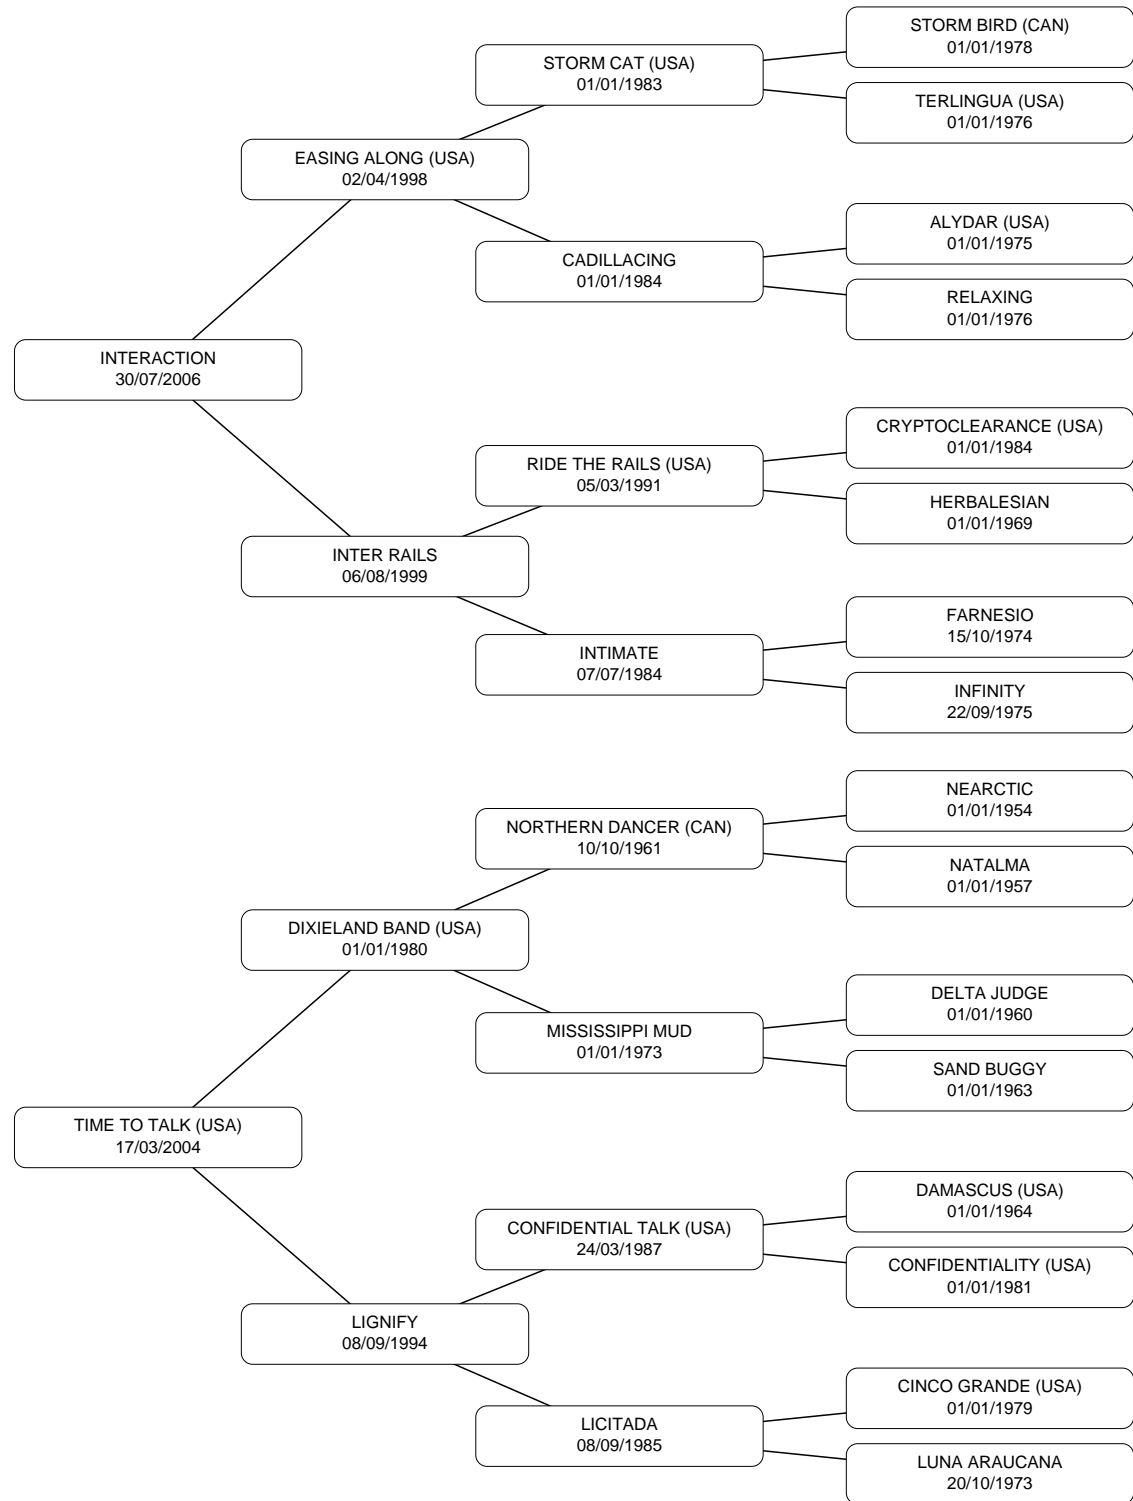 STORM BIRD (CAN)
01/01/1978
STORM CAT (USA)
01/01/1983
TERLINGUA (USA)
01/01/1976
EASING ALONG (USA)
02/04/1998
ALYDAR (USA)
01/01/1975
CADILLACING
01/01/1984
RELAXING
01/01/1976
INTERACTION
30/07/2006
CRYPTOCLEARANCE (USA)
01/01/1984
RIDE THE RAILS (USA)
05/03/1991
HERBALESIAN
01/01/1969
INTER RAILS
06/08/1999
FARNESIO
15/10/1974
INTIMATE
07/07/1984
INFINITY
22/09/1975
NEARCTIC
01/01/1954
NORTHERN DANCER (CAN)
10/10/1961
NATALMA
01/01/1957
DIXIELAND BAND (USA)
01/01/1980
DELTA JUDGE
01/01/1960
MISSISSIPPI MUD
01/01/1973
SAND BUGGY
01/01/1963
TIME TO TALK (USA)
17/03/2004
DAMASCUS (USA)
01/01/1964
CONFIDENTIAL TALK (USA)
24/03/1987
CONFIDENTIALITY (USA)
01/01/1981
LIGNIFY
08/09/1994
CINCO GRANDE (USA)
01/01/1979
LICITADA
08/09/1985
LUNA ARAUCANA
20/10/1973